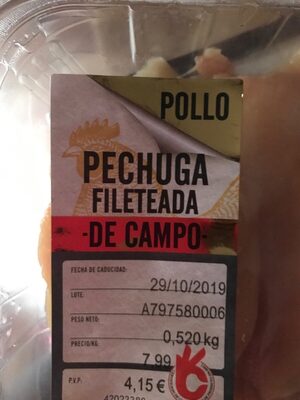 POLLO
PECHUGA
FILETEADA
-DE CAMPO-
FECHA DE CADUCIDAD:
29/10/2019
LOTE:
A797580006
PESO NETO:
0,520 kg
PRECIO/KG:
7.99
P.V.P:
4,15 €